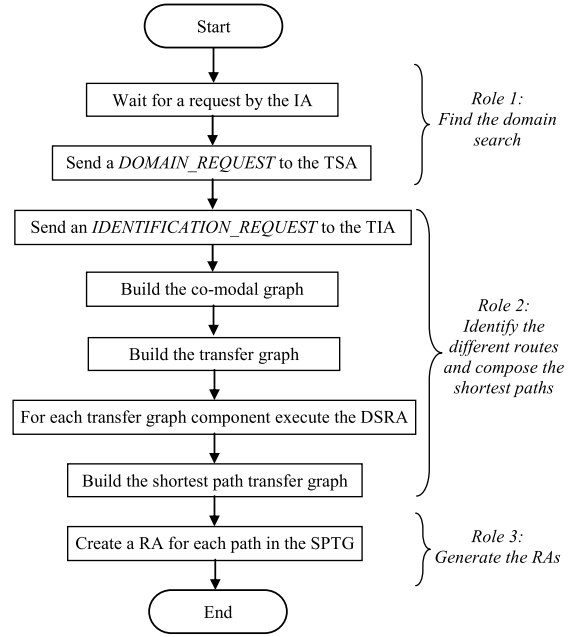 Start
Wait for a request by the IA
Send a DOMAIN_REQUEST to the TSA
Role 1:
Find the domain
search
Send an IDENTIFICATION_REQUEST to the TIA
Build the co-modal graph
Build the transfer graph
For each transfer graph component execute the DSRA
Build the shortest path transfer graph
Role 2:
Identify the
different routes
and compose the
shortest paths
Create a RA for each path in the SPTG
Role 3:
Generate the RAs
End